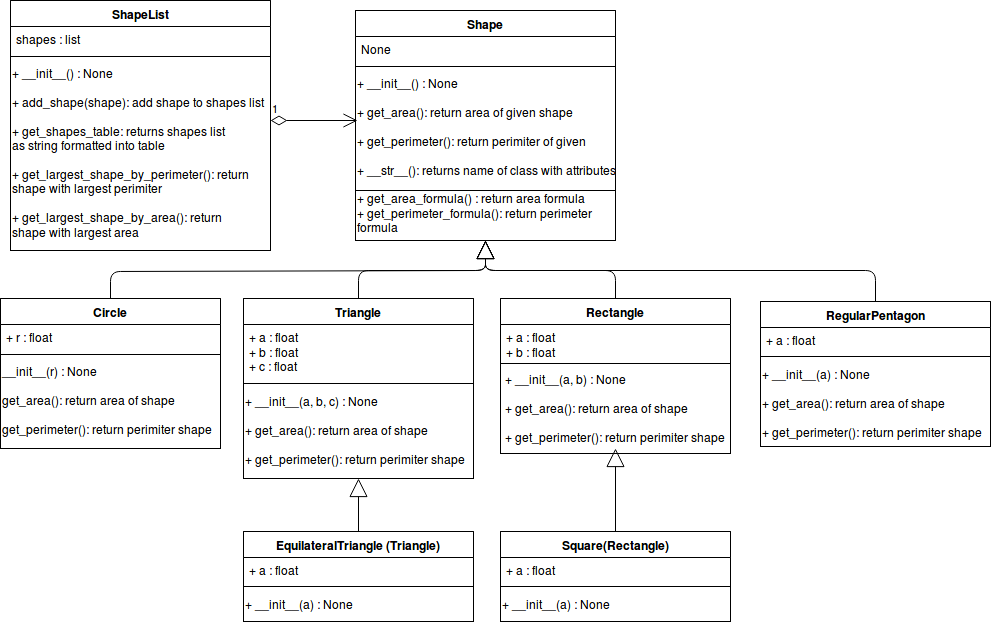 ShapeList
shapes : list
+ __init__() : None
+ add_shape(shape): add shape to shapes list
+ get_shapes_table: returns shapes list
as string formatted into table
+ get_largest_shape_by_perimeter(): return
shape with largest perimiter
+ get_largest_shape_by_area(): return
shape with largest area
1
Shape
None
+ __init__() : None
+ get_area(): return area of given shape
+ get_perimeter(): return perimiter of given
+ __str__(): returns name of class with attributes
+ get_area_formula() : return area formula
+ get_perimeter_formula(): return perimeter
formula
Circle
+ r : float
__init__(r) : None
get_area(): return area of shape
get_perimeter(): return perimiter shape
Triangle
+ a : float
+ b : float
+ c : float
+ __init__(a, b, c) : None
+ get_area(): return area of shape
+ get_perimeter(): return perimiter shape
Rectangle
+ a : float
+ b : float
+ __init__(a, b) : None
+ get_area(): return area of shape
+ get_perimeter(): return perimiter shape
RegularPentagon
+ a : float
+ __init__(a) : None
+ get_area(): return area of shape
+ get_perimeter(): return perimiter shape
EquilateralTriangle (Triangle)
+ a : float
+ __init__(a) : None
Square(Rectangle)
+ a : float
+ __init__(a) : None